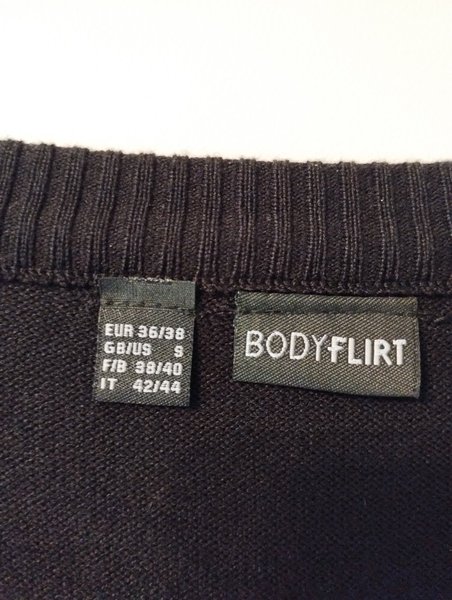 EUR 36/38
GB/US S
F/B 38/40
IT 42/44
BODYFLIRT